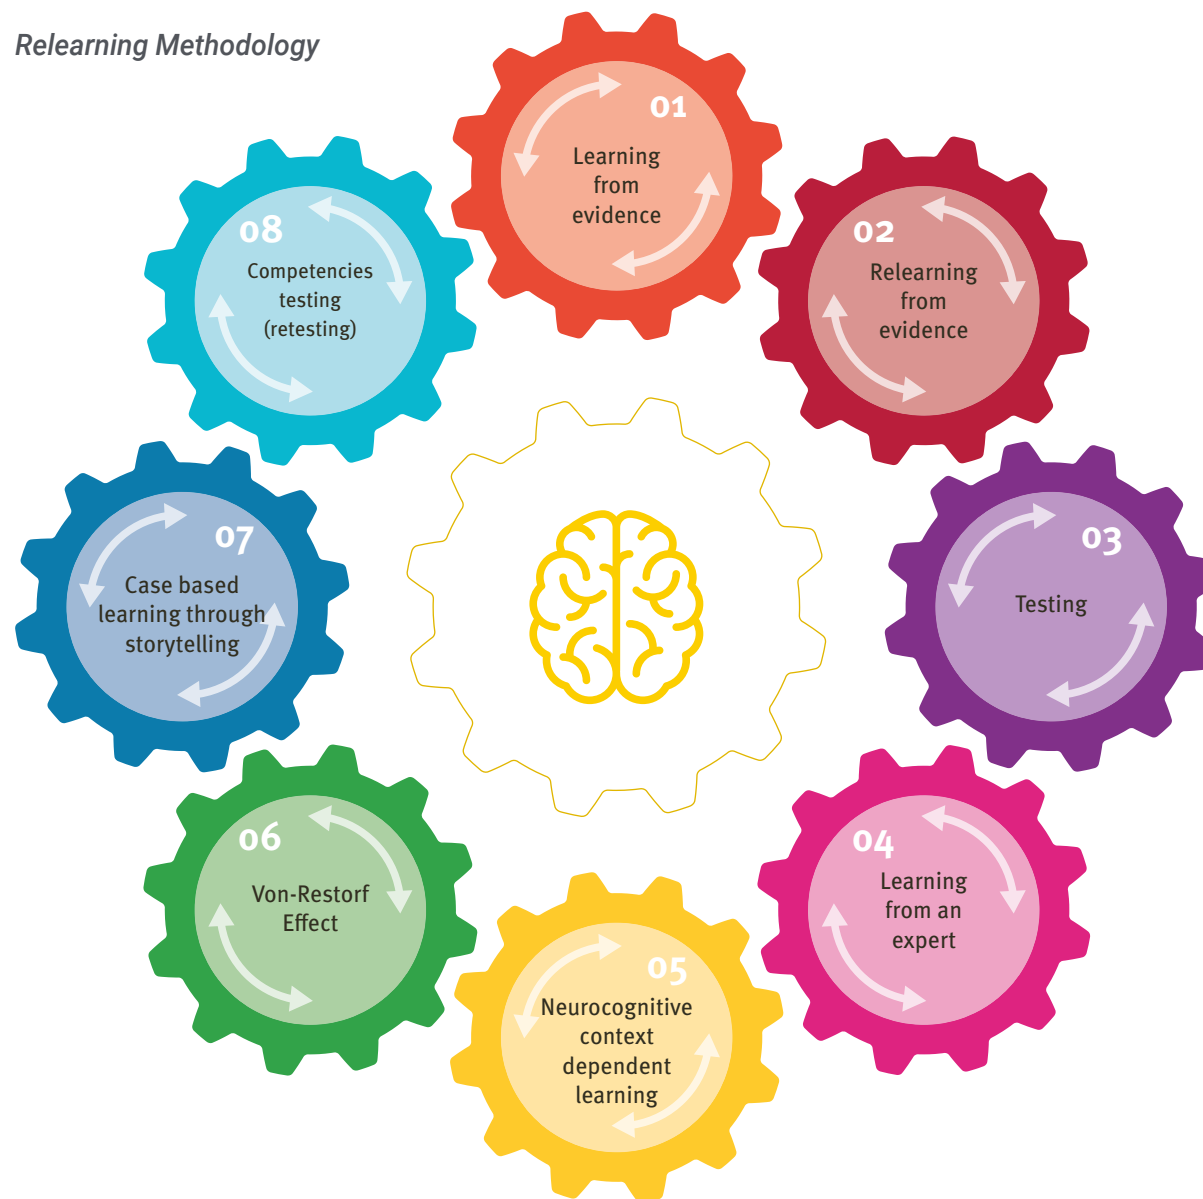 Relearning Methodology
01
Learning
from
evidence
02
Relearning
from
evidence
03
Testing
04
Learning
from an
expert
05
Neurocognitive
context
dependent
learning
06
Von-Restorf
Effect
07
Case based
learning through
storytelling
08
Competencies
testing
(retesting)